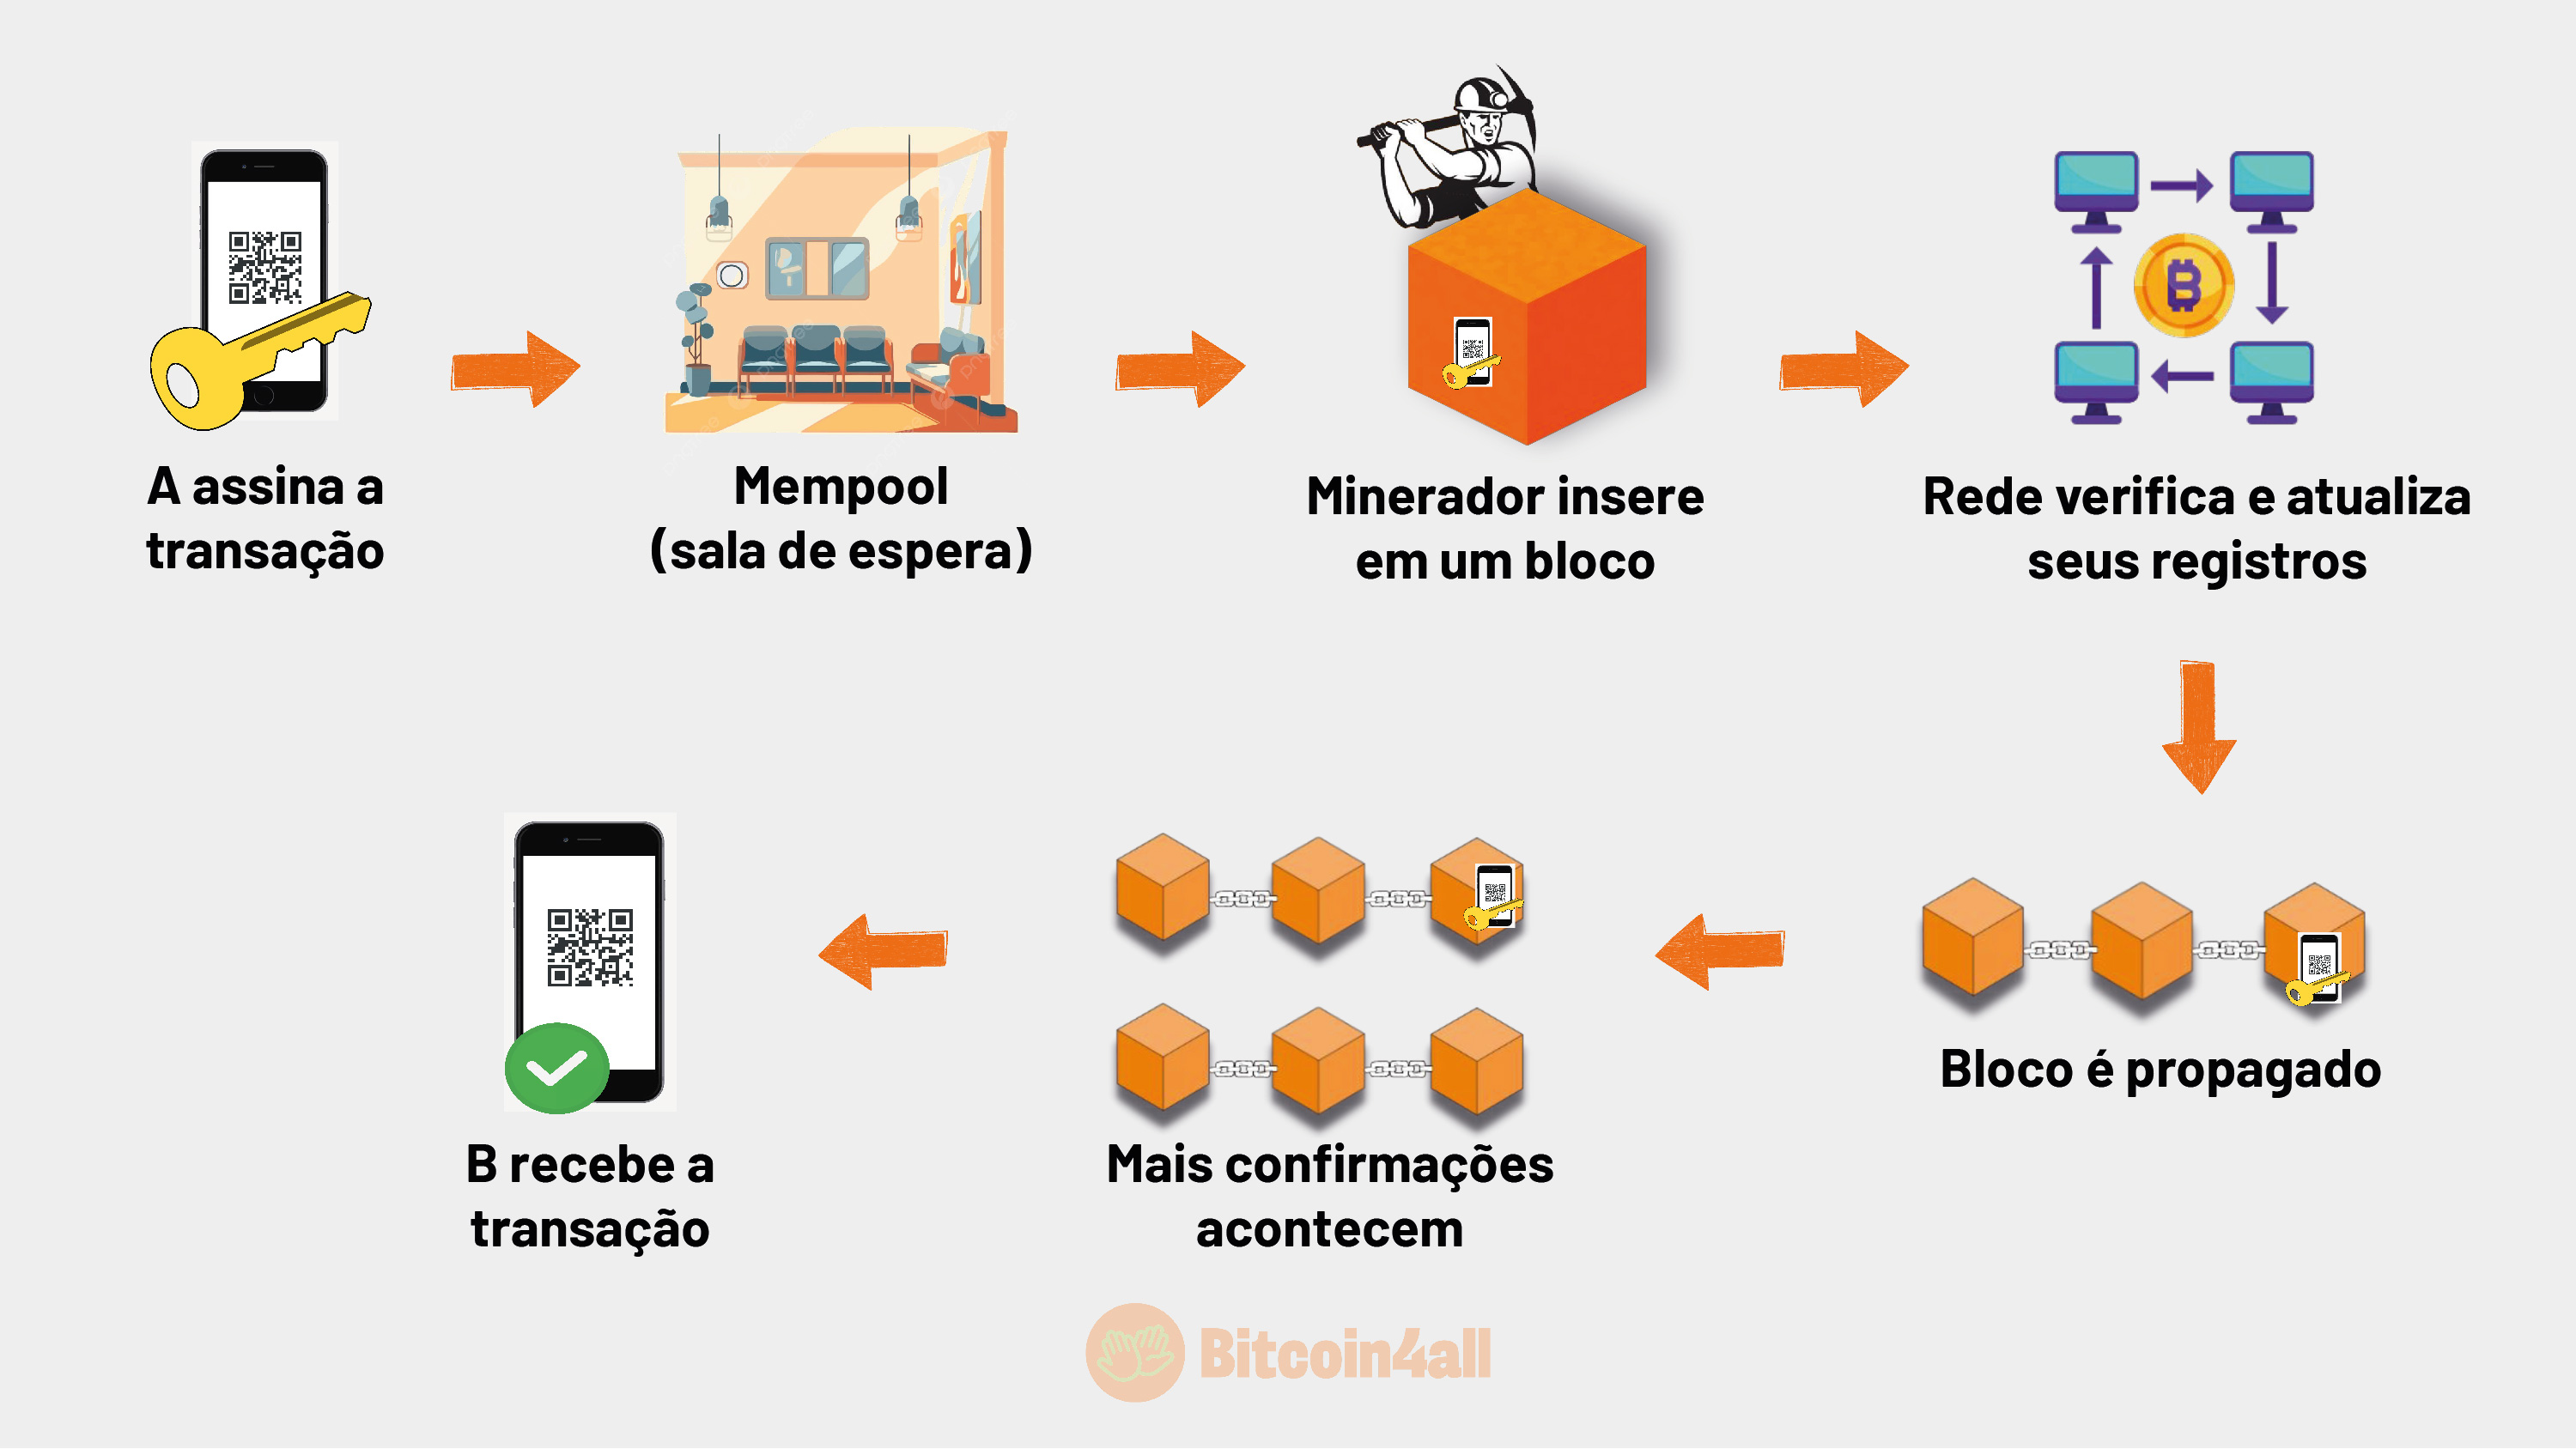 A assina a
transação
Mempool
(sala de espera)
Minerador insere
em um bloco
Rede verifica e atualiza
seus registros
Bloco é propagado
Mais confirmações
acontecem
B recebe a
transação
Bitcoin4all